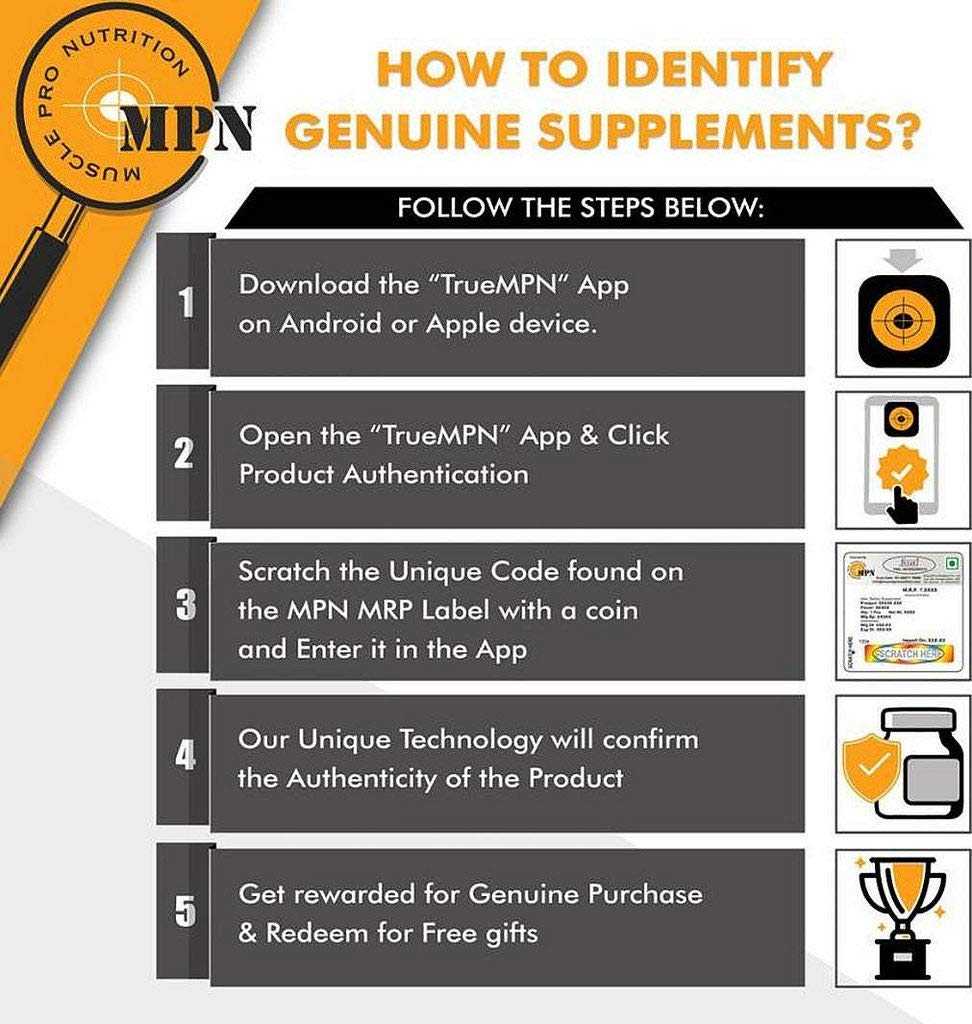 MUSCLE PRO NUTRITION
MPN
HOW TO IDENTIFY
GENUINE SUPPLEMENTS?
FOLLOW THE STEPS BELOW:
1
Download the “TrueMPN” App
on Android or Apple device.
2
Open the “TrueMPN” App & Click
Product Authentication
3
Scratch the Unique Code found on
the MPN MRP Label with a coin
and Enter it in the App
MPN
SCRATCH HERE
SCRATCH HERE
4
Our Unique Technology will confirm
the Authenticity of the Product
5
Get rewarded for Genuine Purchase
& Redeem for Free gifts